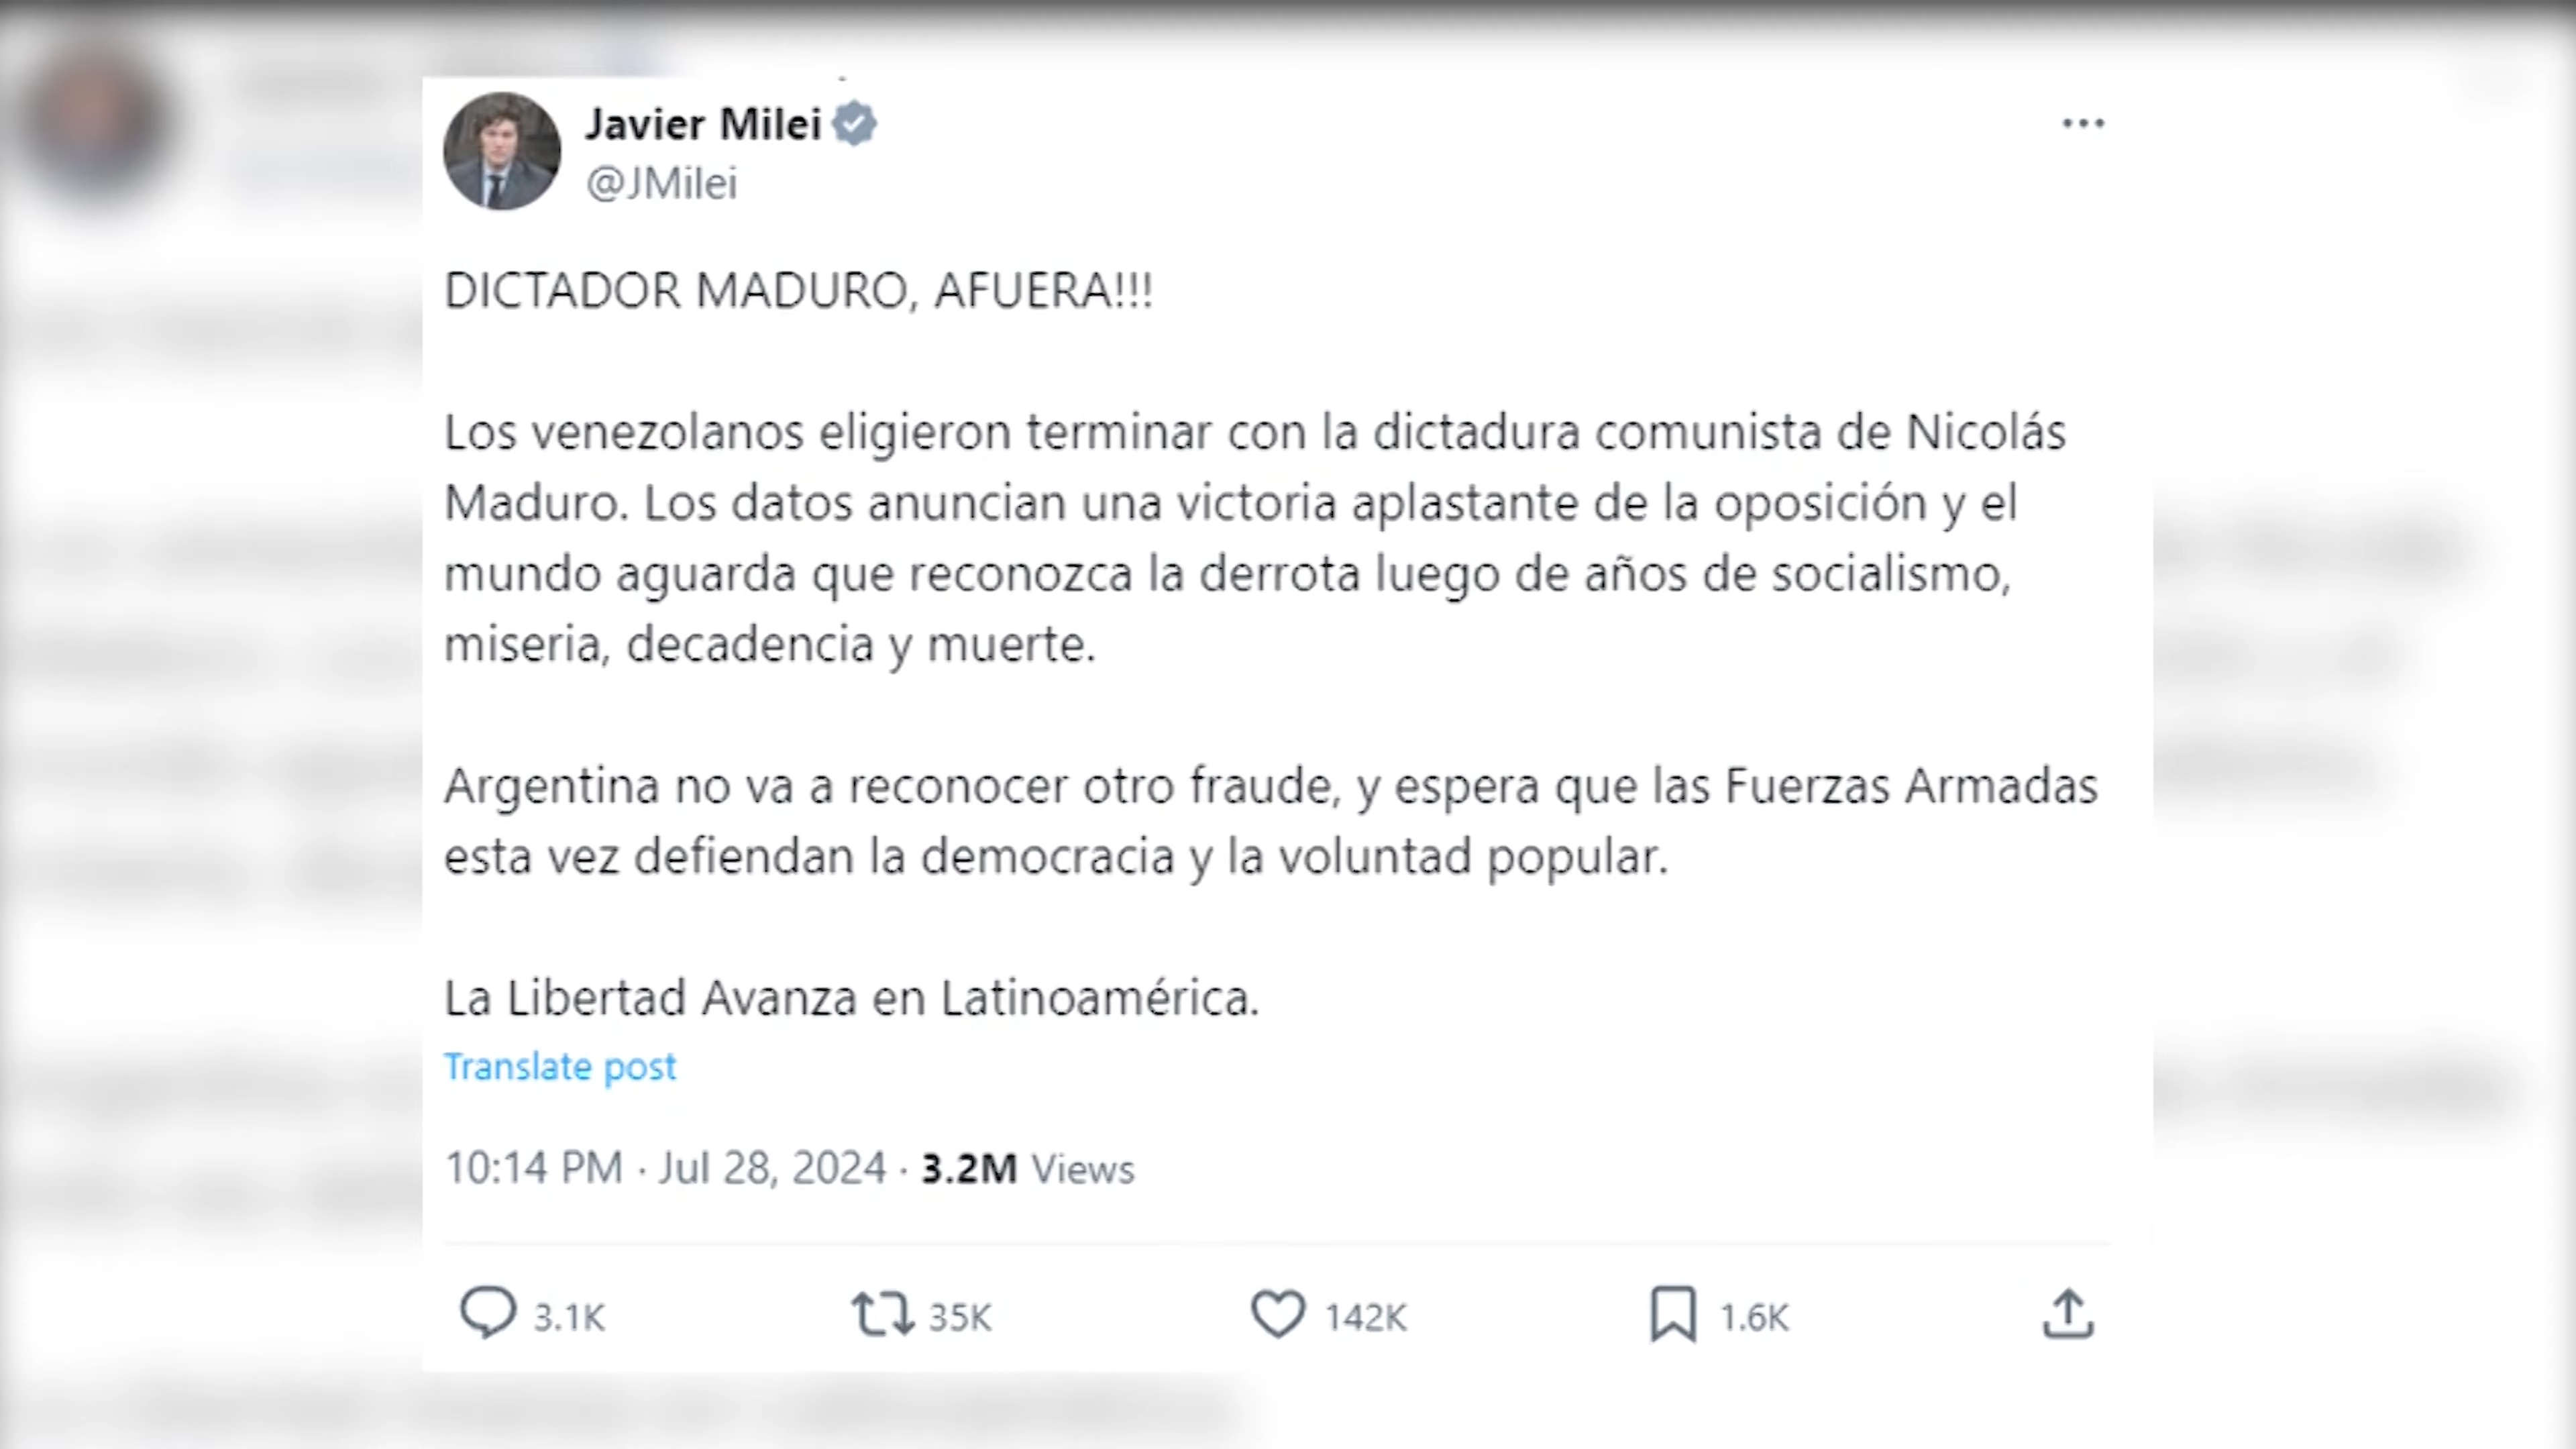 Javier Milei
@JMilei
DICTADOR MADURO, AFUERA!!!
Los venezolanos eligieron terminar con la dictadura comunista de Nicolás
Maduro. Los datos anuncian una victoria aplastante de la oposición y el
mundo aguarda que reconozca la derrota luego de años de socialismo,
miseria, decadencia y muerte.
Argentina no va a reconocer otro fraude, y espera que las Fuerzas Armadas
esta vez defiendan la democracia y la voluntad popular.
La Libertad Avanza en Latinoamérica.
Translate post
10:14 PM · Jul 28, 2024 · 3.2M Views
3.1K 35K 142K 1.6K